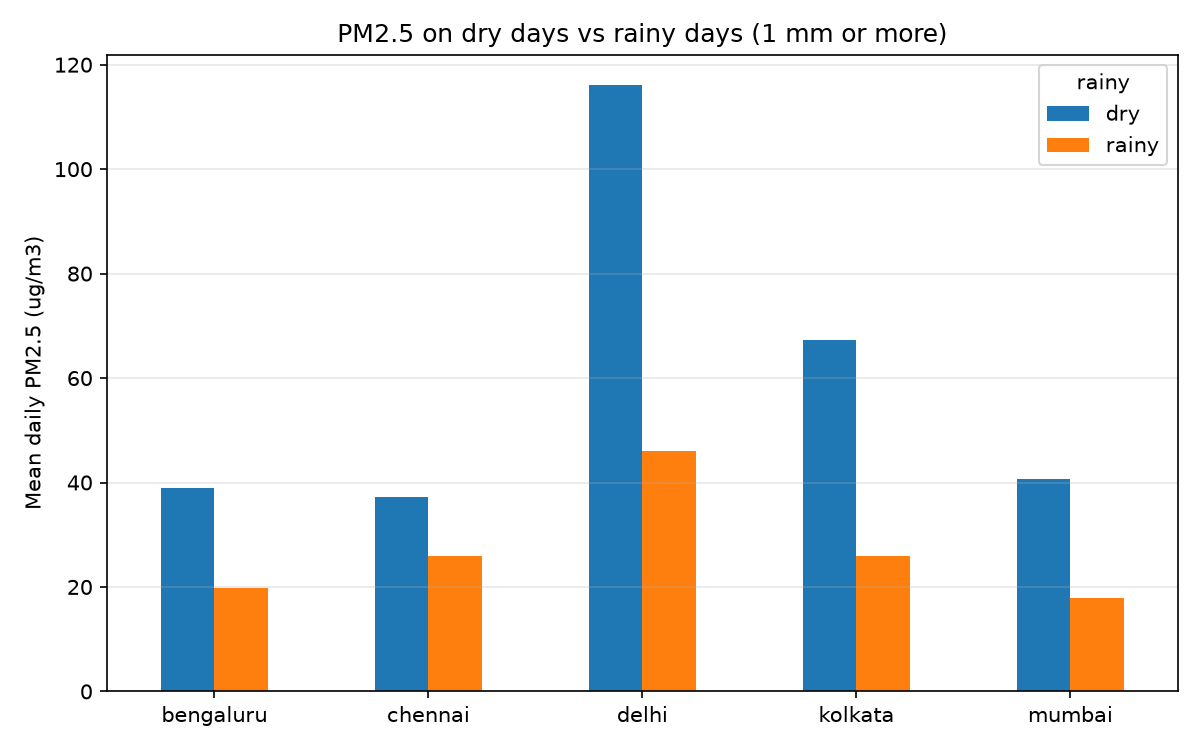 PM2.5 on dry days vs rainy days (1 mm or more)
rainy
dry
rainy
Mean daily PM2.5 (ug/m3)
120
100
80
60
40
20
0
bengaluru
chennai
delhi
kolkata
mumbai